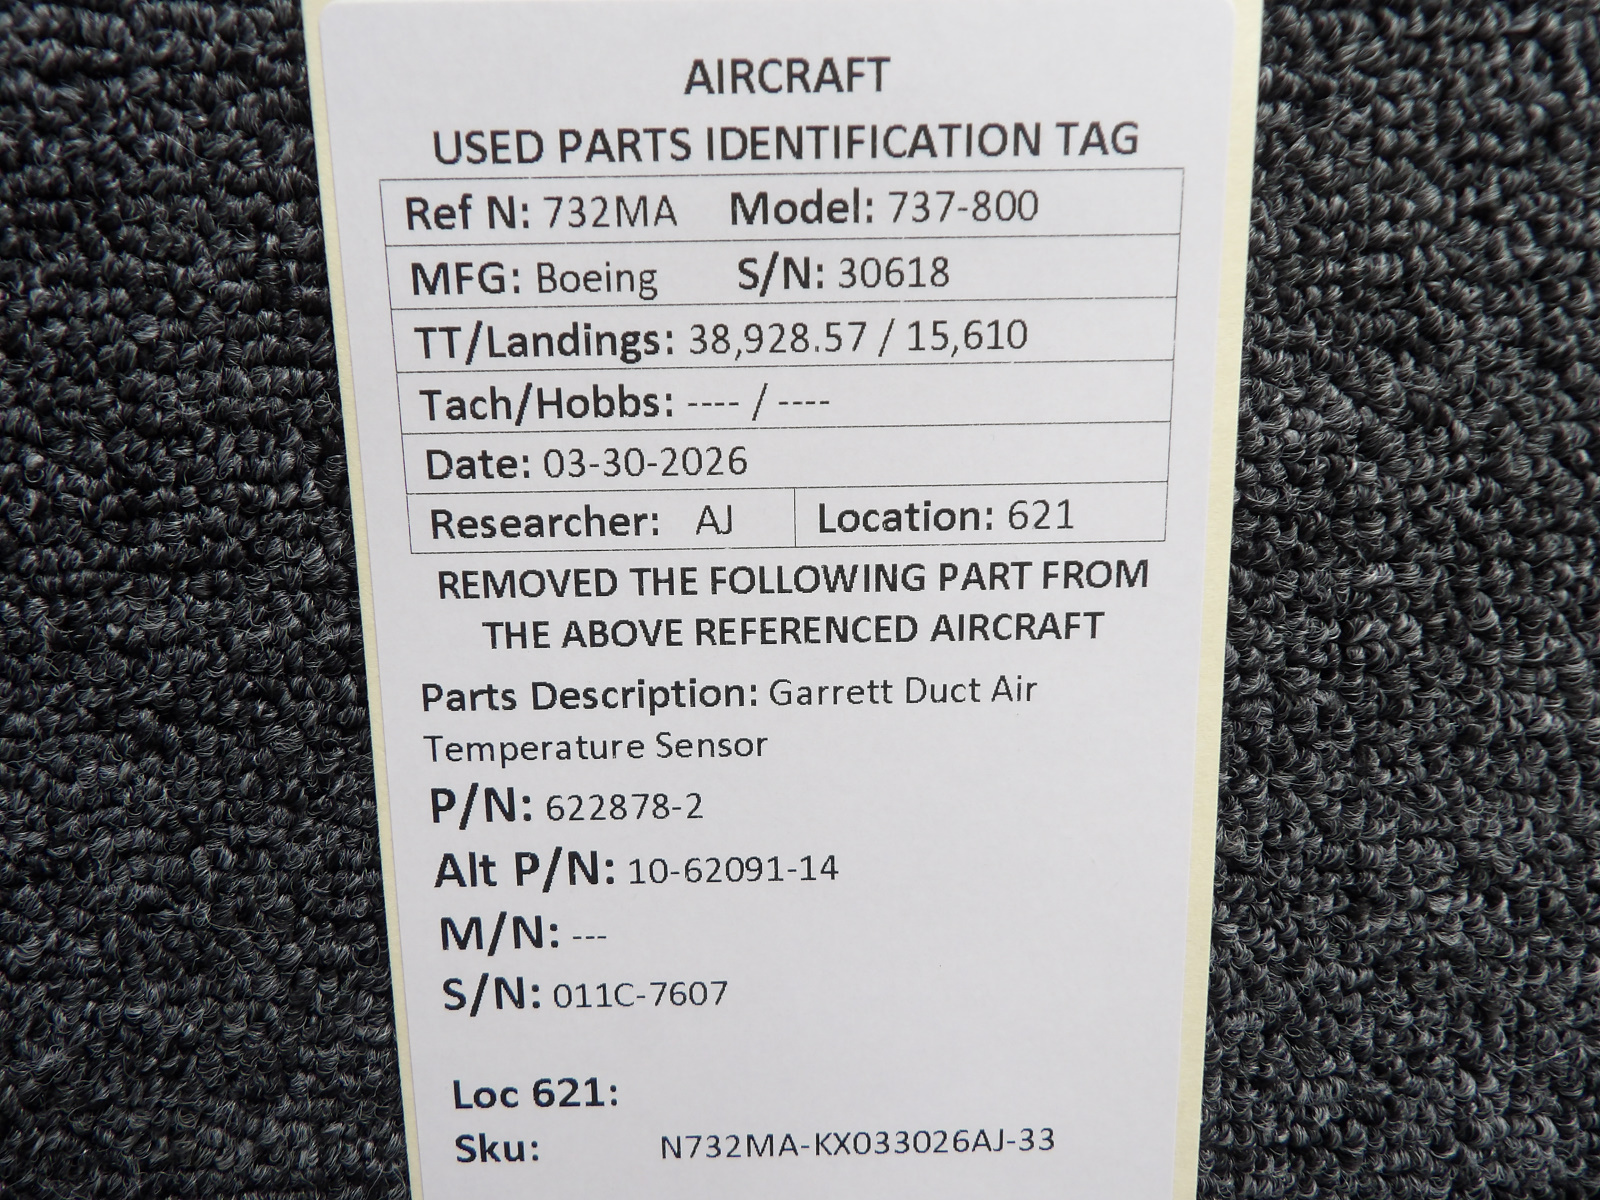 AIRCRAFT
USED PARTS IDENTIFICATION TAG
Ref N: 732MA Model: 737-800
MFG: Boeing S/N: 30618
TT/Landings: 38,928.57 / 15,610
Tach/Hobbs: ---- / ----
Date: 03-30-2026
Researcher: AJ Location: 621
REMOVED THE FOLLOWING PART FROM
THE ABOVE REFERENCED AIRCRAFT
Parts Description: Garrett Duct Air
Temperature Sensor
P/N: 622878-2
Alt P/N: 10-62091-14
M/N: ---
S/N: 011C-7607
Loc 621:
Sku: N732MA-KX033026AJ-33